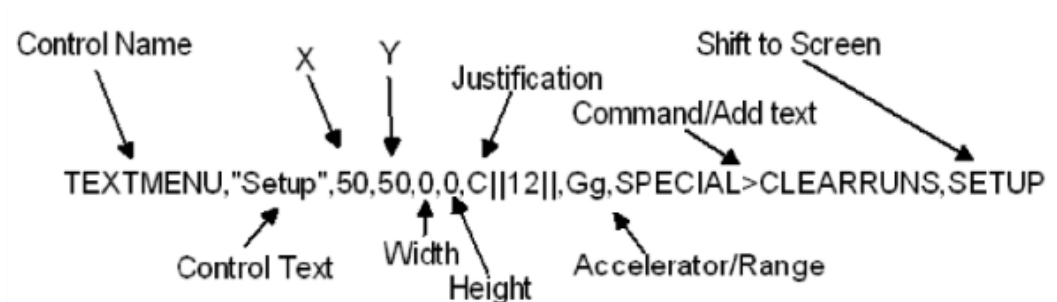 Control Name
X
Y
Shift to Screen
Justification
Command/Add text
TEXTMENU,"Setup",50,50,0,0,C||12||,Gg,SPECIAL>CLEARRUNS,SETUP
Control Text
Width
Height
Accelerator/Range